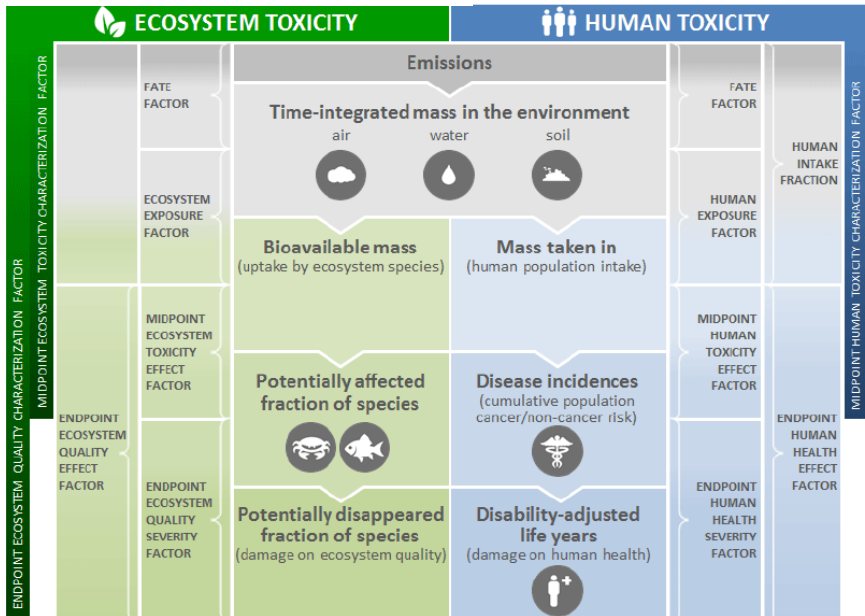 ECOSYSTEM TOXICITY
HUMAN TOXICITY
ENDPOINT ECOSYSTEM QUALITY CHARACTERIZATION FACTOR
MIDPOINT ECOSYSTEM TOXICITY CHARACTERIZATION FACTOR
FATE
FACTOR
ECOSYSTEM
EXPOSURE
FACTOR
MIDPOINT
ECOSYSTEM
TOXICITY
EFFECT
FACTOR
ENDPOINT
ECOSYSTEM
QUALITY
EFFECT
FACTOR
ENDPOINT
ECOSYSTEM
QUALITY
SEVERITY
FACTOR
Emissions
Time-integrated mass in the environment
air water soil
Bioavailable mass
(uptake by ecosystem species)
Mass taken in
(human population intake)
Potentially affected
fraction of species
Disease incidences
(cumulative population
cancer/non-cancer risk)
Potentially disappeared
fraction of species
(damage on ecosystem quality)
Disability-adjusted
life years
(damage on human health)
FATE
FACTOR
HUMAN
EXPOSURE
FACTOR
HUMAN
INTAKE
FRACTION
MIDPOINT
HUMAN
TOXICITY
EFFECT
FACTOR
ENDPOINT
HUMAN
HEALTH
SEVERITY
FACTOR
ENDPOINT
HUMAN
HEALTH
EFFECT
FACTOR
MIDPOINT HUMAN TOXICITY CHARACTERIZATION FACTOR